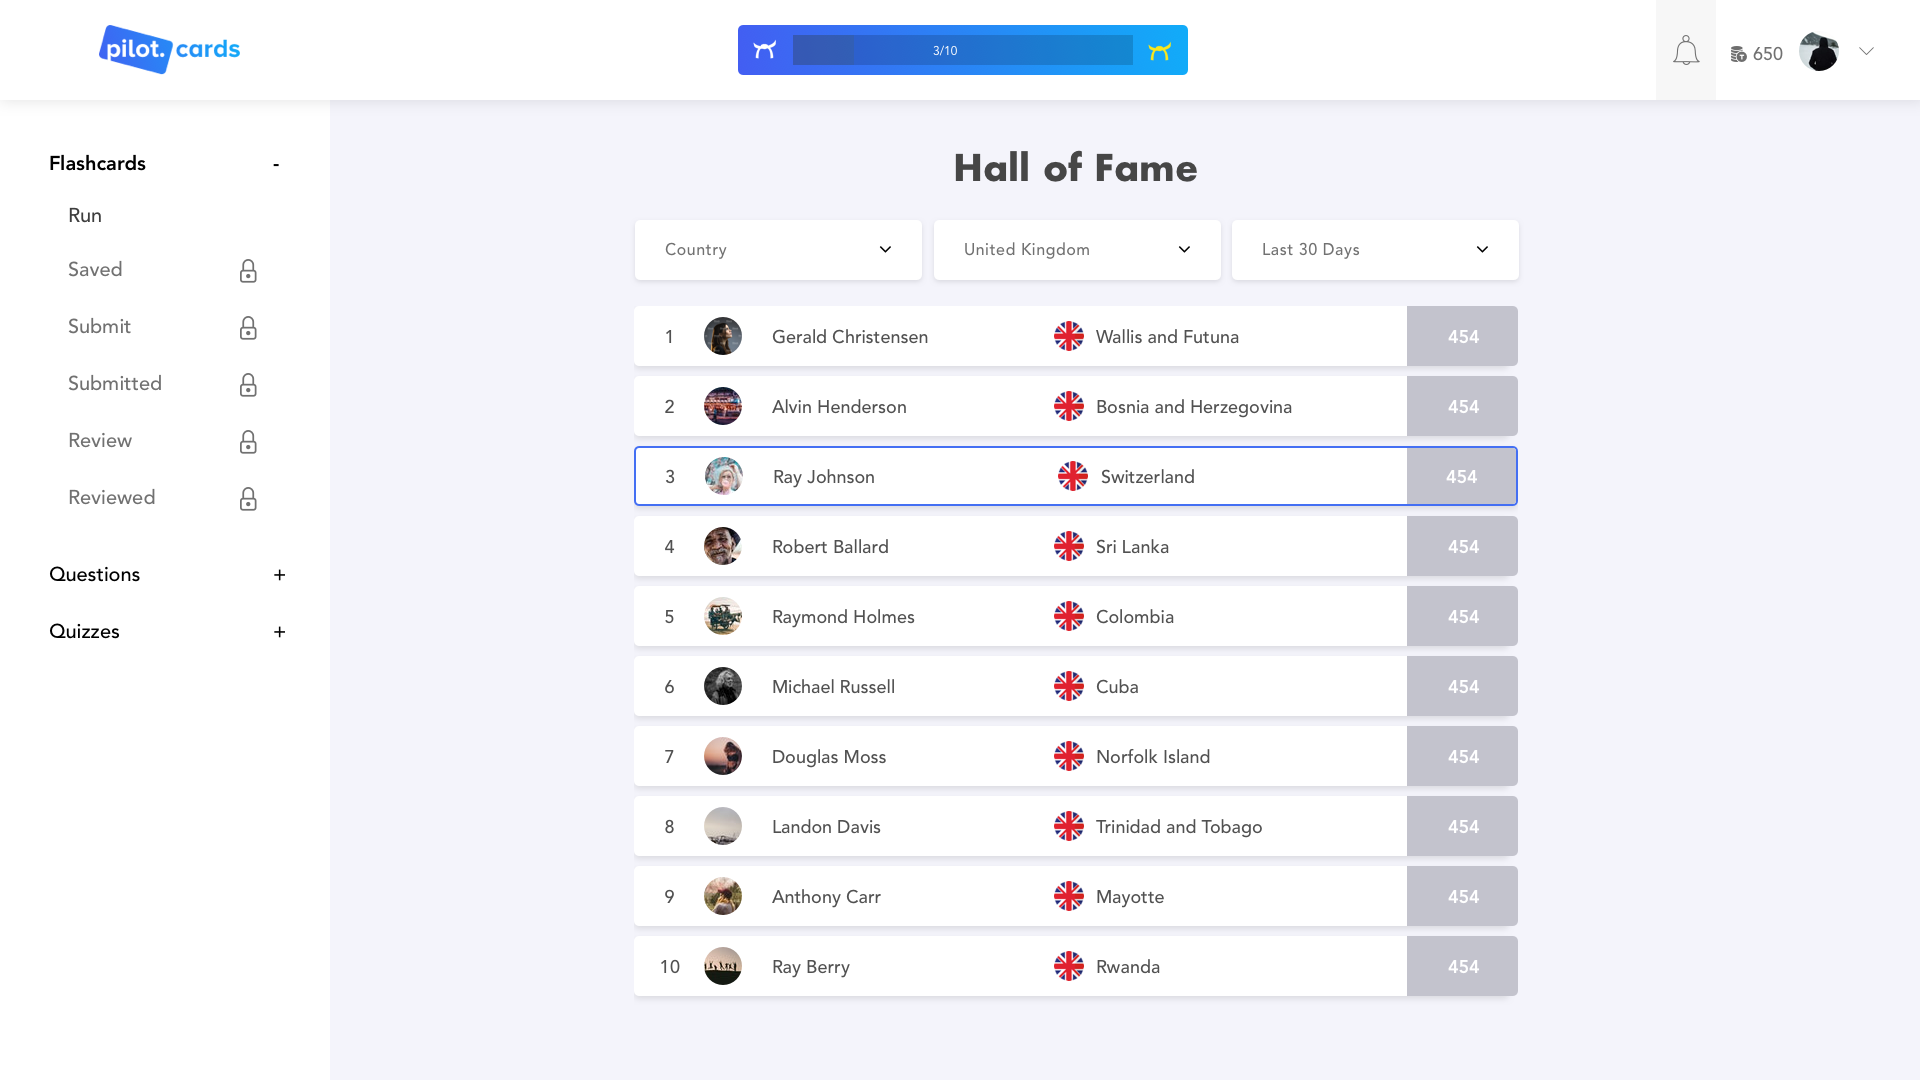 pilot. cards
3/10
650
Flashcards -
Run
Saved
Submit
Submitted
Review
Reviewed
Questions +
Quizzes +
Hall of Fame
Country United Kingdom Last 30 Days
1 Gerald Christensen Wallis and Futuna 454
2 Alvin Henderson Bosnia and Herzegovina 454
3 Ray Johnson Switzerland 454
4 Robert Ballard Sri Lanka 454
5 Raymond Holmes Colombia 454
6 Michael Russell Cuba 454
7 Douglas Moss Norfolk Island 454
8 Landon Davis Trinidad and Tobago 454
9 Anthony Carr Mayotte 454
10 Ray Berry Rwanda 454